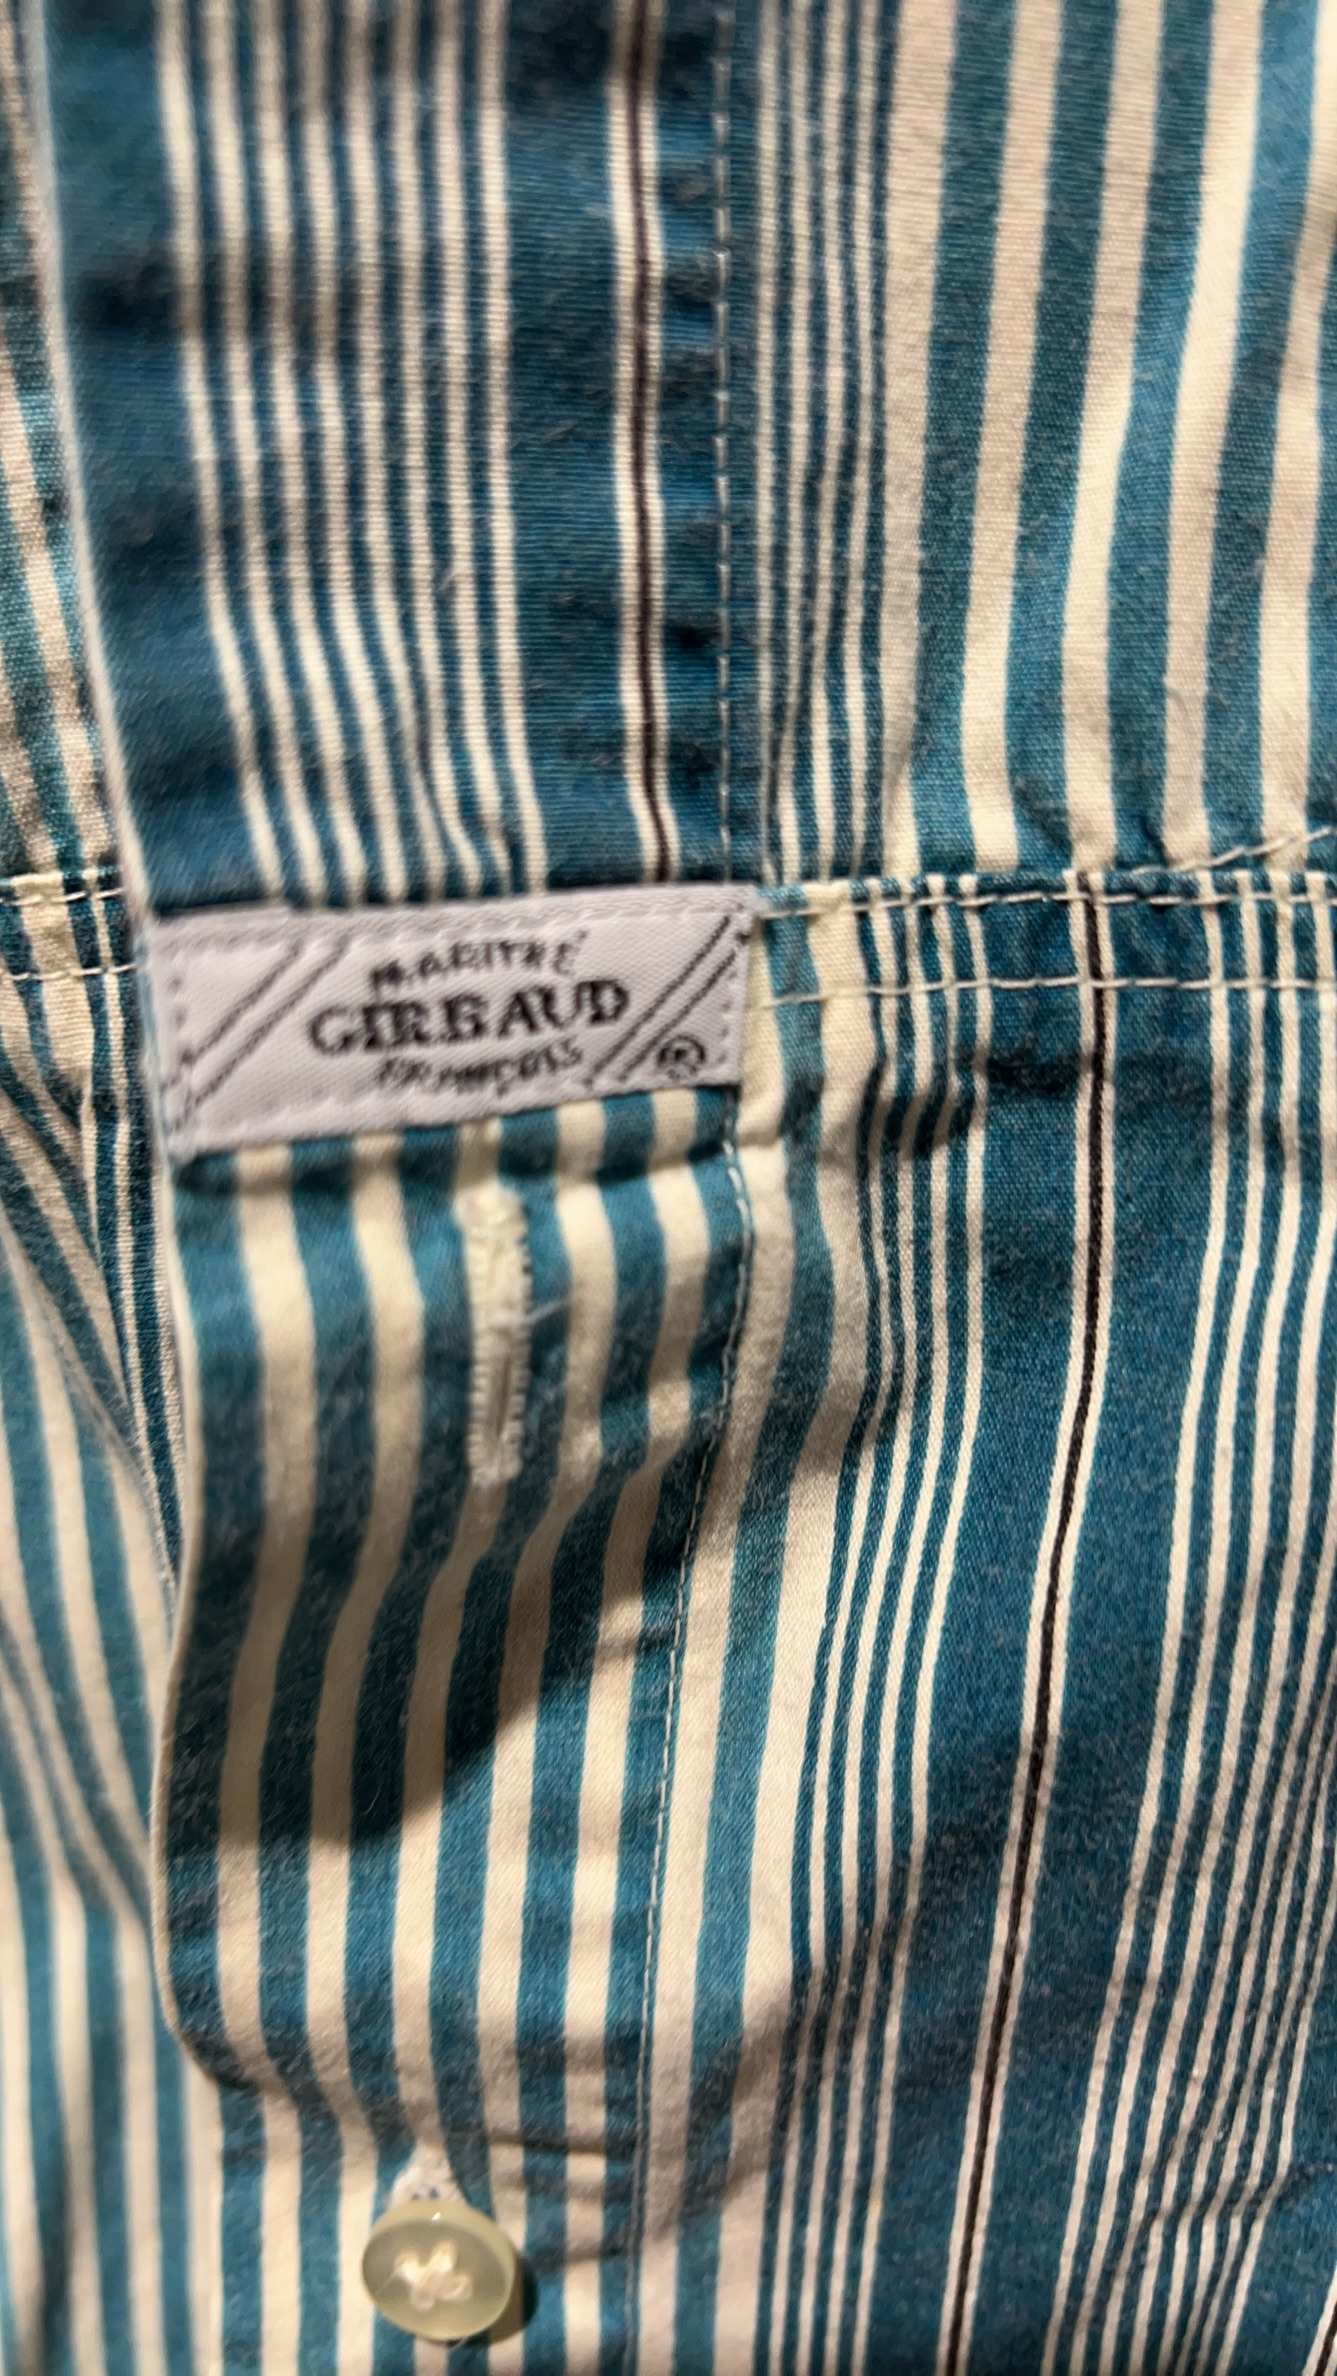 MARITHÉ
GIRBAUD
FRANÇOIS
®